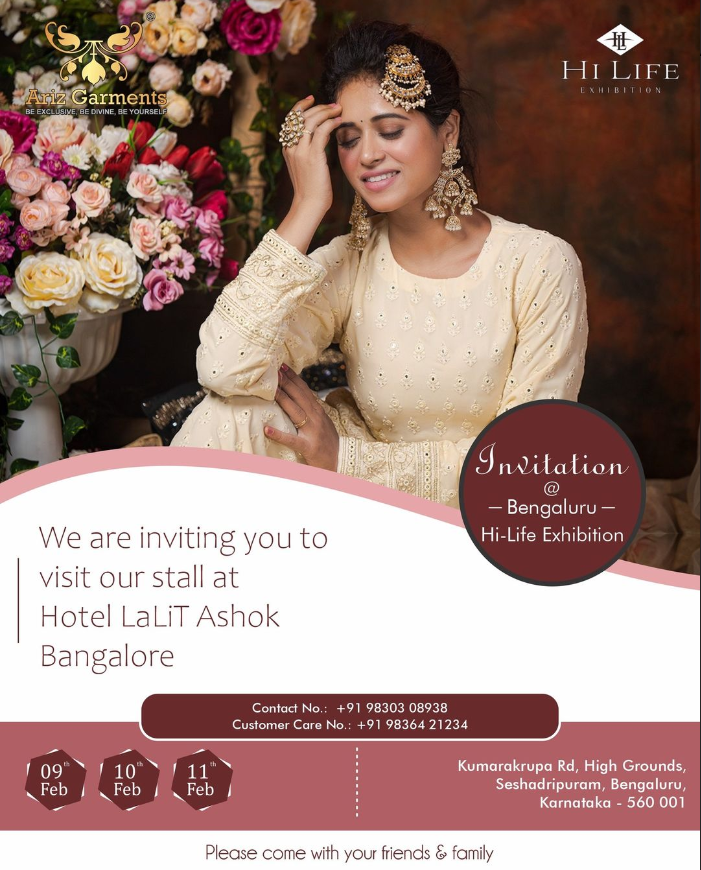 Ariz Garments
BE EXCLUSIVE, BE DIVINE, BE YOURSELF
HI LIFE
EXHIBITION
Invitation
@
– Bengaluru –
Hi-Life Exhibition
We are inviting you to
visit our stall at
Hotel LaLiT Ashok
Bangalore
Contact No.: +91 98303 08938
Customer Care No.: +91 98364 21234
09th Feb
10th Feb
11th Feb
Kumarakrupa Rd, High Grounds,
Seshadripuram, Bengaluru,
Karnataka - 560 001
Please come with your friends & family